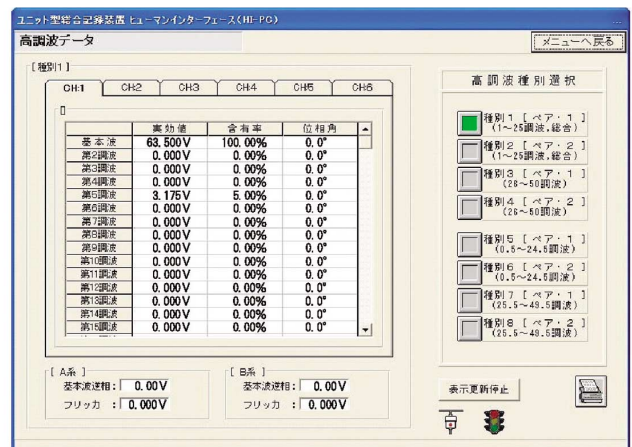 ユニット型総合記録装置 ヒューマンインターフェース(HI-PC)
高調波データ
メニューへ戻る
[種別1]
CH:1 CH2 CH3 CH:4 CH5 CH6
実効値 含有率 位相角
基本波 63.500V 100.00% 0.0°
第2調波 0.000V 0.00% 0.0°
第3調波 0.000V 0.00% 0.0°
第4調波 0.000V 0.00% 0.0°
第5調波 3.175V 5.00% 0.0°
第6調波 0.000V 0.00% 0.0°
第7調波 0.000V 0.00% 0.0°
第8調波 0.000V 0.00% 0.0°
第9調波 0.000V 0.00% 0.0°
第10調波 0.000V 0.00% 0.0°
第11調波 0.000V 0.00% 0.0°
第12調波 0.000V 0.00% 0.0°
第13調波 0.000V 0.00% 0.0°
第14調波 0.000V 0.00% 0.0°
第15調波 0.000V 0.00% 0.0°
[A系]
基本波逆相: 0.00V
フリッカ : 0.000V
[B系]
基本波逆相: 0.00V
フリッカ : 0.000V
高調波種別選択
種別1 [ペア・1]
(1~25調波,総合)
種別2 [ペア・2]
(1~25調波,総合)
種別3 [ペア・1]
(26~50調波)
種別4 [ペア・2]
(26~50調波)
種別5 [ペア・1]
(0.5~24.5調波)
種別6 [ペア・2]
(0.5~24.5調波)
種別7 [ペア・1]
(25.5~49.5調波)
種別8 [ペア・2]
(25.5~49.5調波)
表示更新停止